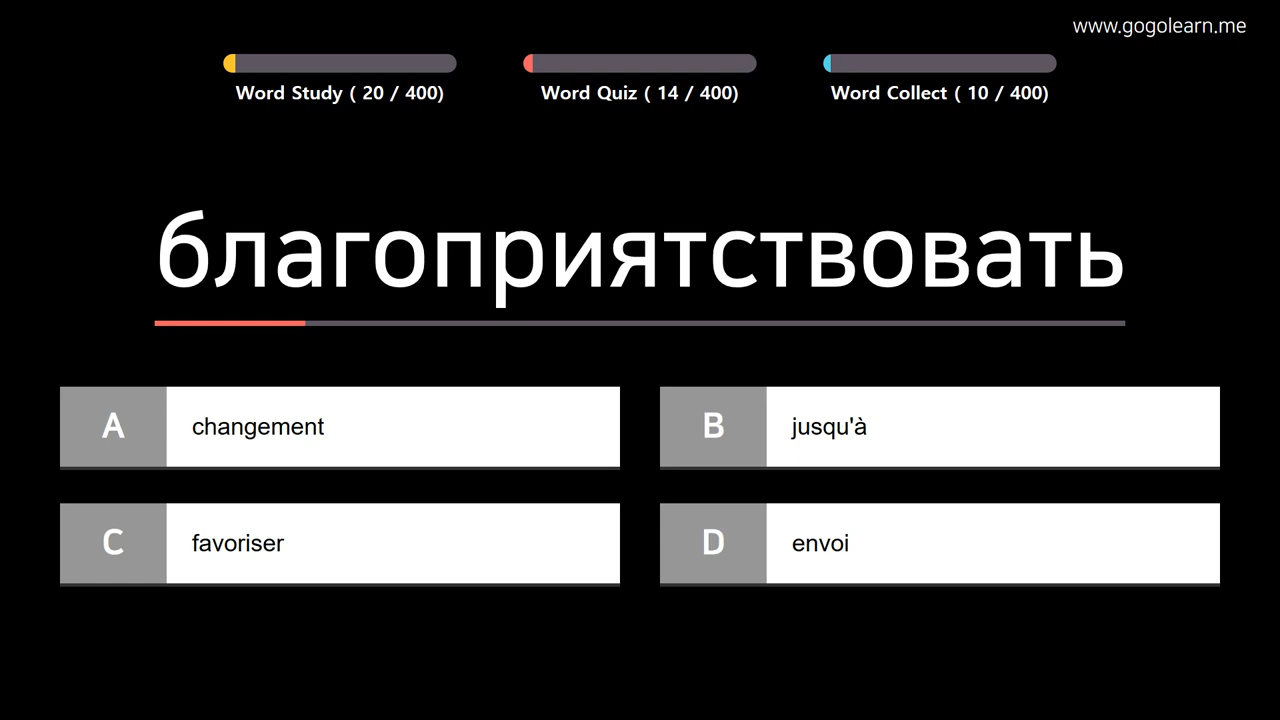 www.gogolearn.me
Word Study ( 20 / 400)
Word Quiz ( 14 / 400)
Word Collect ( 10 / 400)
благоприятствовать
A changement
B jusqu'à
C favoriser
D envoi